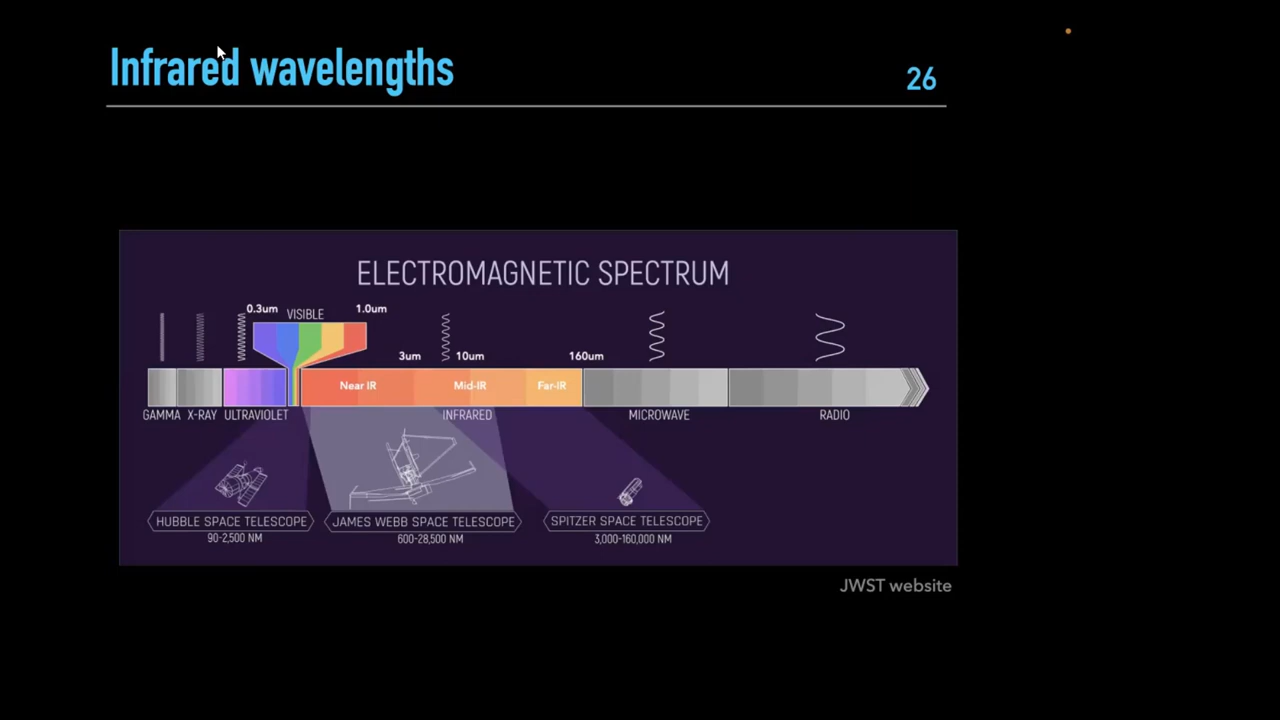 Infrared wavelengths
26
ELECTROMAGNETIC SPECTRUM
0.3um VISIBLE 1.0um
3um 10um 160um
Near IR Mid-IR Far-IR
GAMMA X-RAY ULTRAVIOLET INFRARED MICROWAVE RADIO
HUBBLE SPACE TELESCOPE JAMES WEBB SPACE TELESCOPE SPITZER SPACE TELESCOPE
90-2,500 NM 600-28,500 NM 3,000-160,000 NM
JWST website